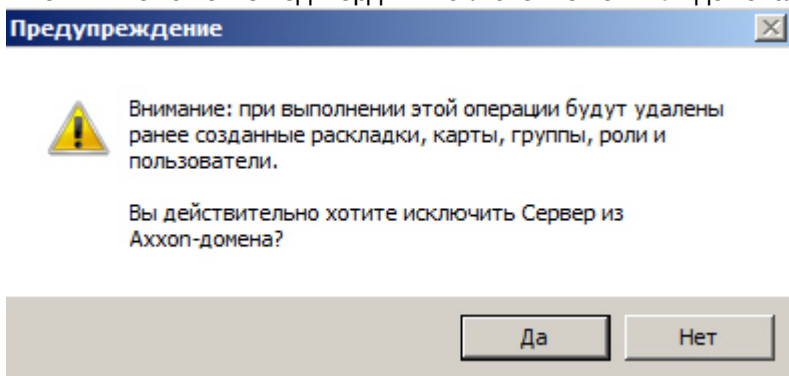 Предупреждение
Внимание: при выполнении этой операции будут удалены
ранее созданные раскладки, карты, группы, роли и
пользователи.
Вы действительно хотите исключить Сервер из
Axxon-домена?
Да
Нет